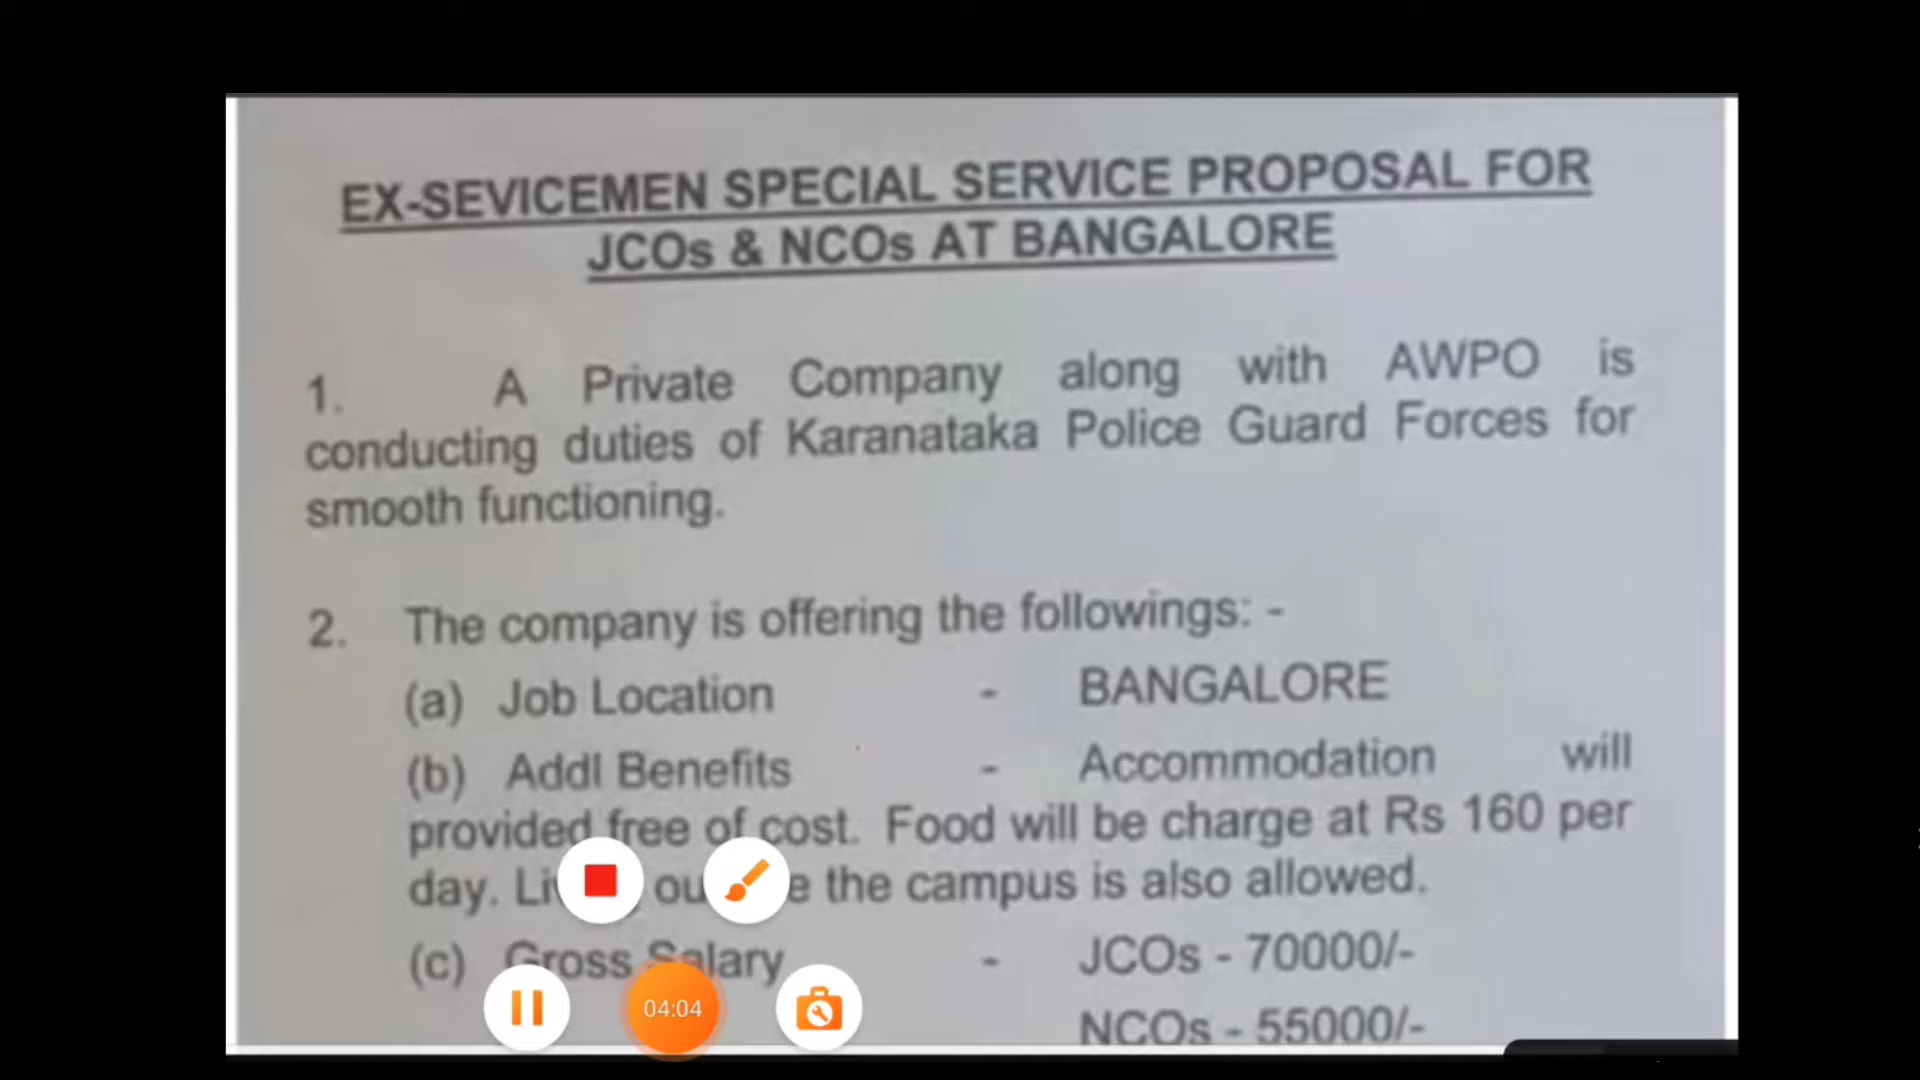 EX-SEVICEMEN SPECIAL SERVICE PROPOSAL FOR
JCOs & NCOs AT BANGALORE
1. A Private Company along with AWPO is
conducting duties of Karanataka Police Guard Forces for
smooth functioning.
2. The company is offering the followings: -
(a) Job Location - BANGALORE
(b) Addl Benefits - Accommodation will
provided free of cost. Food will be charge at Rs 160 per
day. the campus is also allowed.
(c) Gross Salary - JCOs - 70000/-
NCOs - 55000/-
04:04